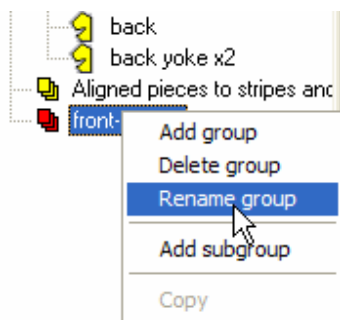 back
back yoke x2
Aligned pieces to stripes and
front-
Add group
Delete group
Rename group
Add subgroup
Copy